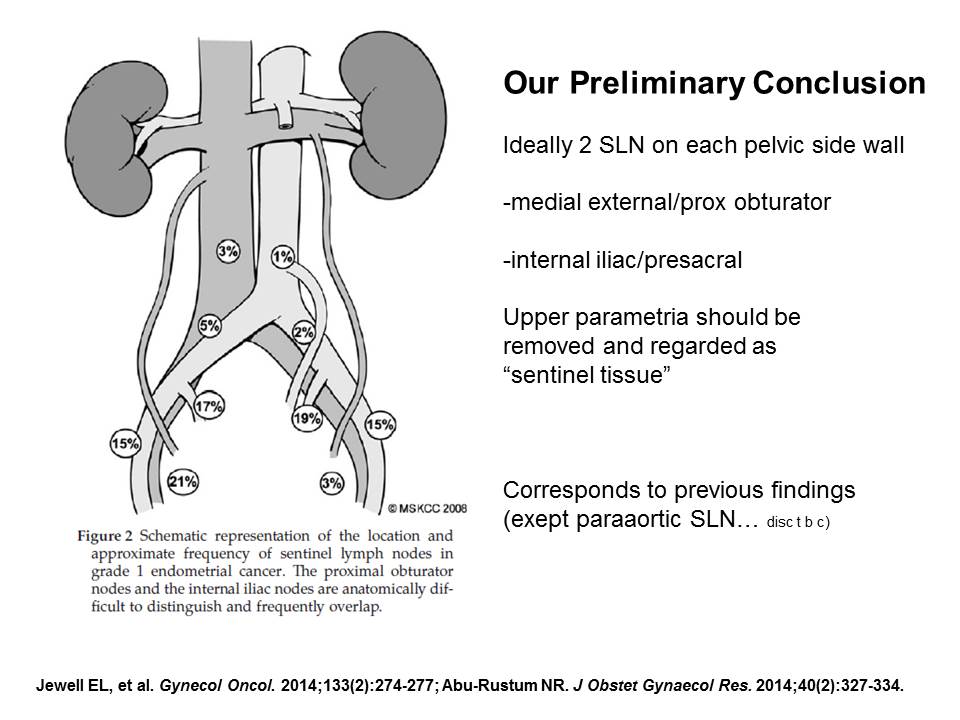 Our Preliminary Conclusion
Ideally 2 SLN on each pelvic side wall
-medial external/prox obturator
-internal iliac/presacral
Upper parametria should be
removed and regarded as
“sentinel tissue”
Corresponds to previous findings
(exept paraaortic SLN… disc t b c)
3%
1%
5%
2%
17%
19%
15%
15%
21%
3%
© MSKCC 2008
Figure 2 Schematic representation of the location and
approximate frequency of sentinel lymph nodes in
grade 1 endometrial cancer. The proximal obturator
nodes and the internal iliac nodes are anatomically dif-
ficult to distinguish and frequently overlap.
Jewell EL, et al. Gynecol Oncol. 2014;133(2):274-277; Abu-Rustum NR. J Obstet Gynaecol Res. 2014;40(2):327-334.